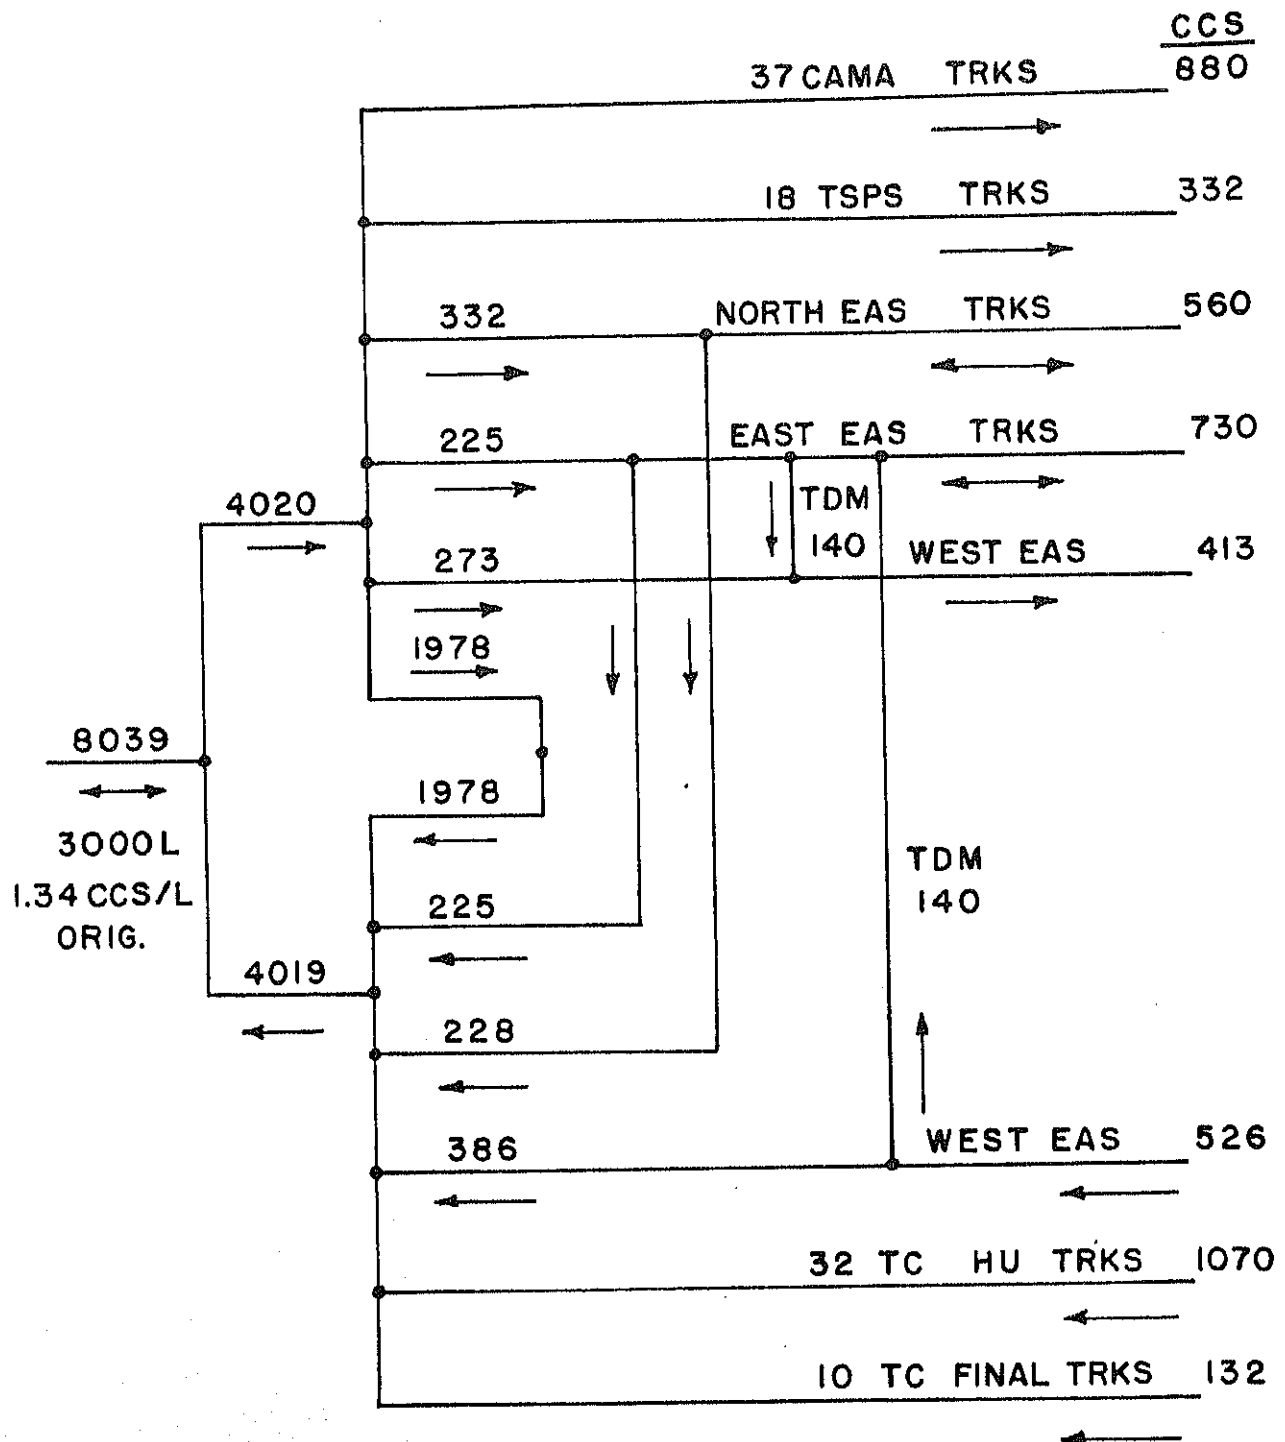 CCS
37 CAMA TRKS 880
18 TSPS TRKS 332
332 NORTH EAS TRKS 560
225 EAST EAS TRKS 730
4020
TDM
140
273 WEST EAS 413
1978
8039
3000L
1.34 CCS/L
ORIG.
1978
TDM
140
225
4019
228
386 WEST EAS 526
32 TC HU TRKS 1070
10 TC FINAL TRKS 132